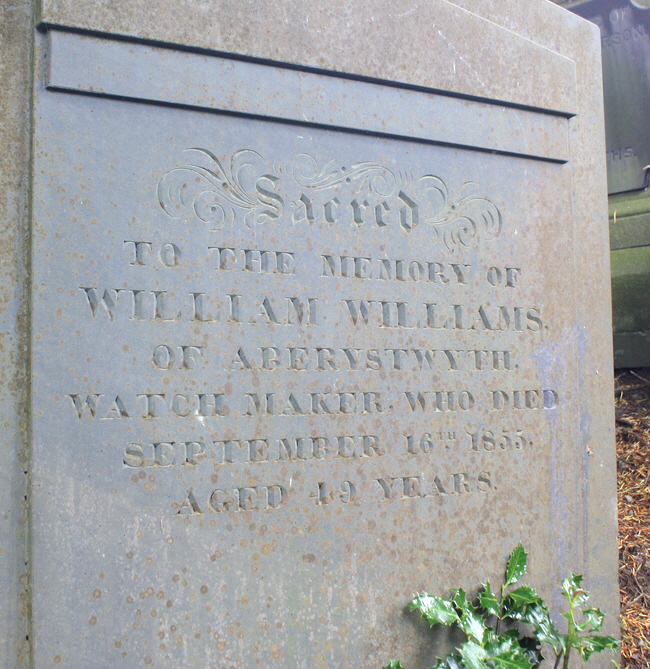 Sacred
TO THE MEMORY OF
WILLIAM WILLIAMS.
OF ABERYSTWYTH.
WATCH MAKER, WHO DIED
SEPTEMBER 16TH 1855.
AGED 49 YEARS.